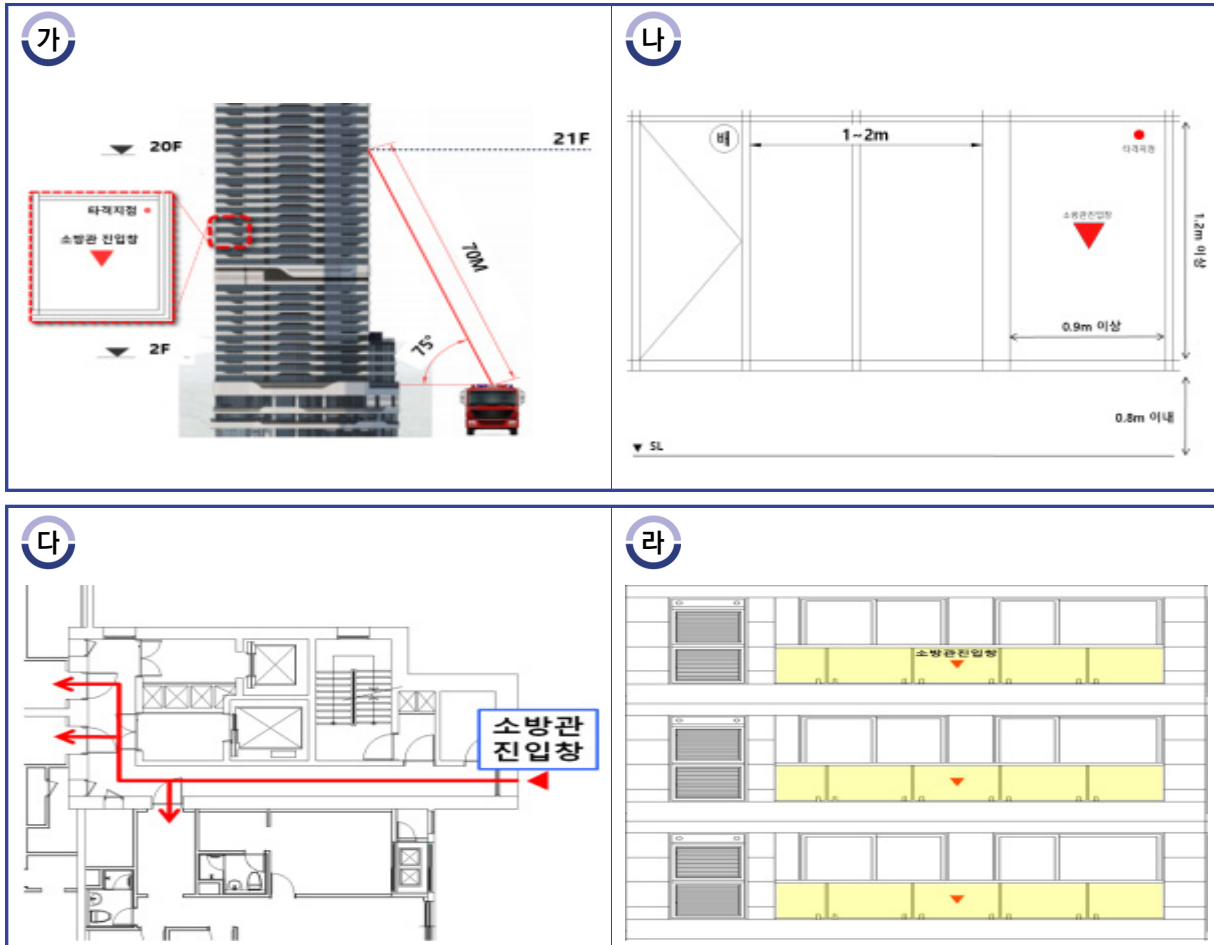 가
20F
21F
타격지점
소방관 진입창
70M
75°
2F
나
배
1~2m
타격지점
소방관진입창
1.2m 이상
0.9m 이상
0.8m 이내
SL
다
소방관
진입창
라
소방관진입창